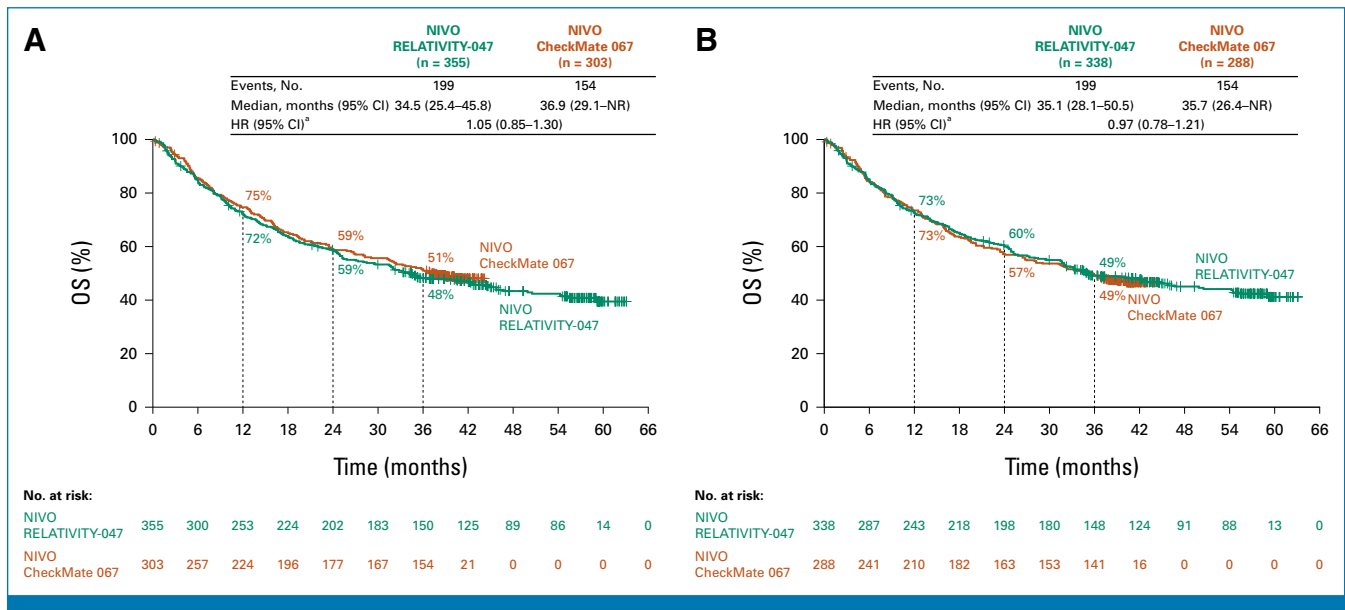 A
NIVO
RELATIVITY-047
(n = 355)
NIVO
CheckMate 067
(n = 303)
Events, No. 199 154
Median, months (95% CI) 34.5 (25.4–45.8) 36.9 (29.1–NR)
HR (95% CI)a 1.05 (0.85–1.30)
OS (%)
100
80
60
40
20
0
75%
72%
59%
59%
51%
48%
NIVO
CheckMate 067
NIVO
RELATIVITY-047
0 6 12 18 24 30 36 42 48 54 60 66
Time (months)
No. at risk:
NIVO
RELATIVITY-047 355 300 253 224 202 183 150 125 89 86 14 0
NIVO
CheckMate 067 303 257 224 196 177 167 154 21 0 0 0 0
B
NIVO
RELATIVITY-047
(n = 338)
NIVO
CheckMate 067
(n = 288)
Events, No. 199 154
Median, months (95% CI) 35.1 (28.1–50.5) 35.7 (26.4–NR)
HR (95% CI)a 0.97 (0.78–1.21)
OS (%)
100
80
60
40
20
0
73%
73%
60%
57%
49%
49%
NIVO
RELATIVITY-047
NIVO
CheckMate 067
0 6 12 18 24 30 36 42 48 54 60 66
Time (months)
No. at risk:
NIVO
RELATIVITY-047 338 287 243 218 198 180 148 124 91 88 13 0
NIVO
CheckMate 067 288 241 210 182 163 153 141 16 0 0 0 0